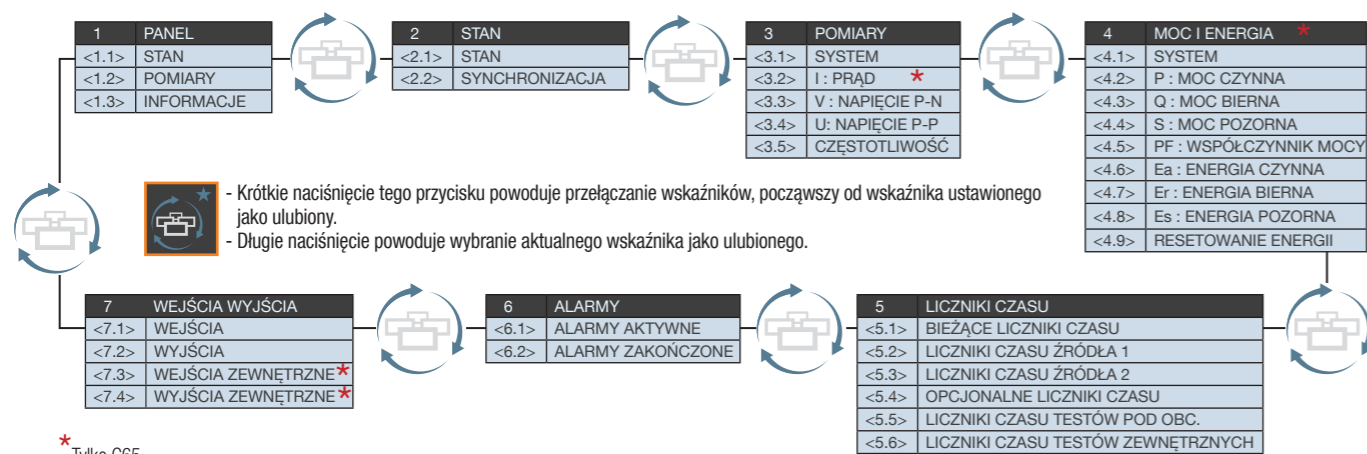 1 PANEL
<1.1> STAN
<1.2> POMIARY
<1.3> INFORMACJE
2 STAN
<2.1> STAN
<2.2> SYNCHRONIZACJA
3 POMIARY
<3.1> SYSTEM
<3.2> I : PRĄD *
<3.3> V : NAPIĘCIE P-N
<3.4> U: NAPIĘCIE P-P
<3.5> CZĘSTOTLIWOŚĆ
4 MOC I ENERGIA *
<4.1> SYSTEM
<4.2> P : MOC CZYNNA
<4.3> Q : MOC BIERNA
<4.4> S : MOC POZORNA
<4.5> PF : WSPÓŁCZYNNIK MOCY
<4.6> Ea : ENERGIA CZYNNA
<4.7> Er : ENERGIA BIERNA
<4.8> Es : ENERGIA POZORNA
<4.9> RESETOWANIE ENERGII
- Krótkie naciśnięcie tego przycisku powoduje przełączanie wskaźników, począwszy od wskaźnika ustawionego
jako ulubiony.
- Długie naciśnięcie powoduje wybranie aktualnego wskaźnika jako ulubionego.
7 WEJŚCIA WYJŚCIA
<7.1> WEJŚCIA
<7.2> WYJŚCIA
<7.3> WEJŚCIA ZEWNĘTRZNE *
<7.4> WYJŚCIA ZEWNĘTRZNE *
6 ALARMY
<6.1> ALARMY AKTYWNE
<6.2> ALARMY ZAKOŃCZONE
5 LICZNIKI CZASU
<5.1> BIEŻĄCE LICZNIKI CZASU
<5.2> LICZNIKI CZASU ŹRÓDŁA 1
<5.3> LICZNIKI CZASU ŹRÓDŁA 2
<5.4> OPCJONALNE LICZNIKI CZASU
<5.5> LICZNIKI CZASU TESTÓW POD OBC.
<5.6> LICZNIKI CZASU TESTÓW ZEWNĘTRZNYCH
* Tylko C65